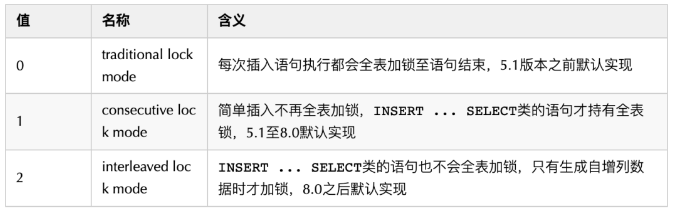 值 名称 含义
0 traditional lock mode 每次插入语句执行都会全表加锁至语句结束，5.1版本之前默认实现
1 consecutive loc
k mode 简单插入不再全表加锁，INSERT ... SELECT类的语句才持有全表
锁，5.1至8.0默认实现
2 interleaved loc
k mode INSERT ... SELECT类的语句也不会全表加锁，只有生成自增列数
据时才加锁，8.0之后默认实现